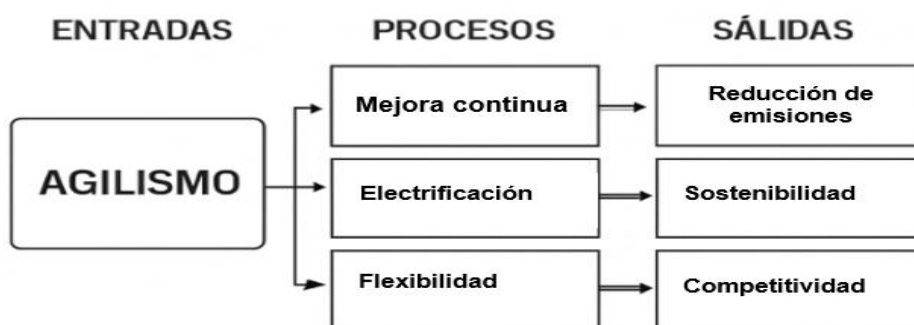 ENTRADAS PROCESOS SÁLIDAS
AGILISMO
Mejora continua
Electrificación
Flexibilidad
Reducción de
emisiones
Sostenibilidad
Competitividad